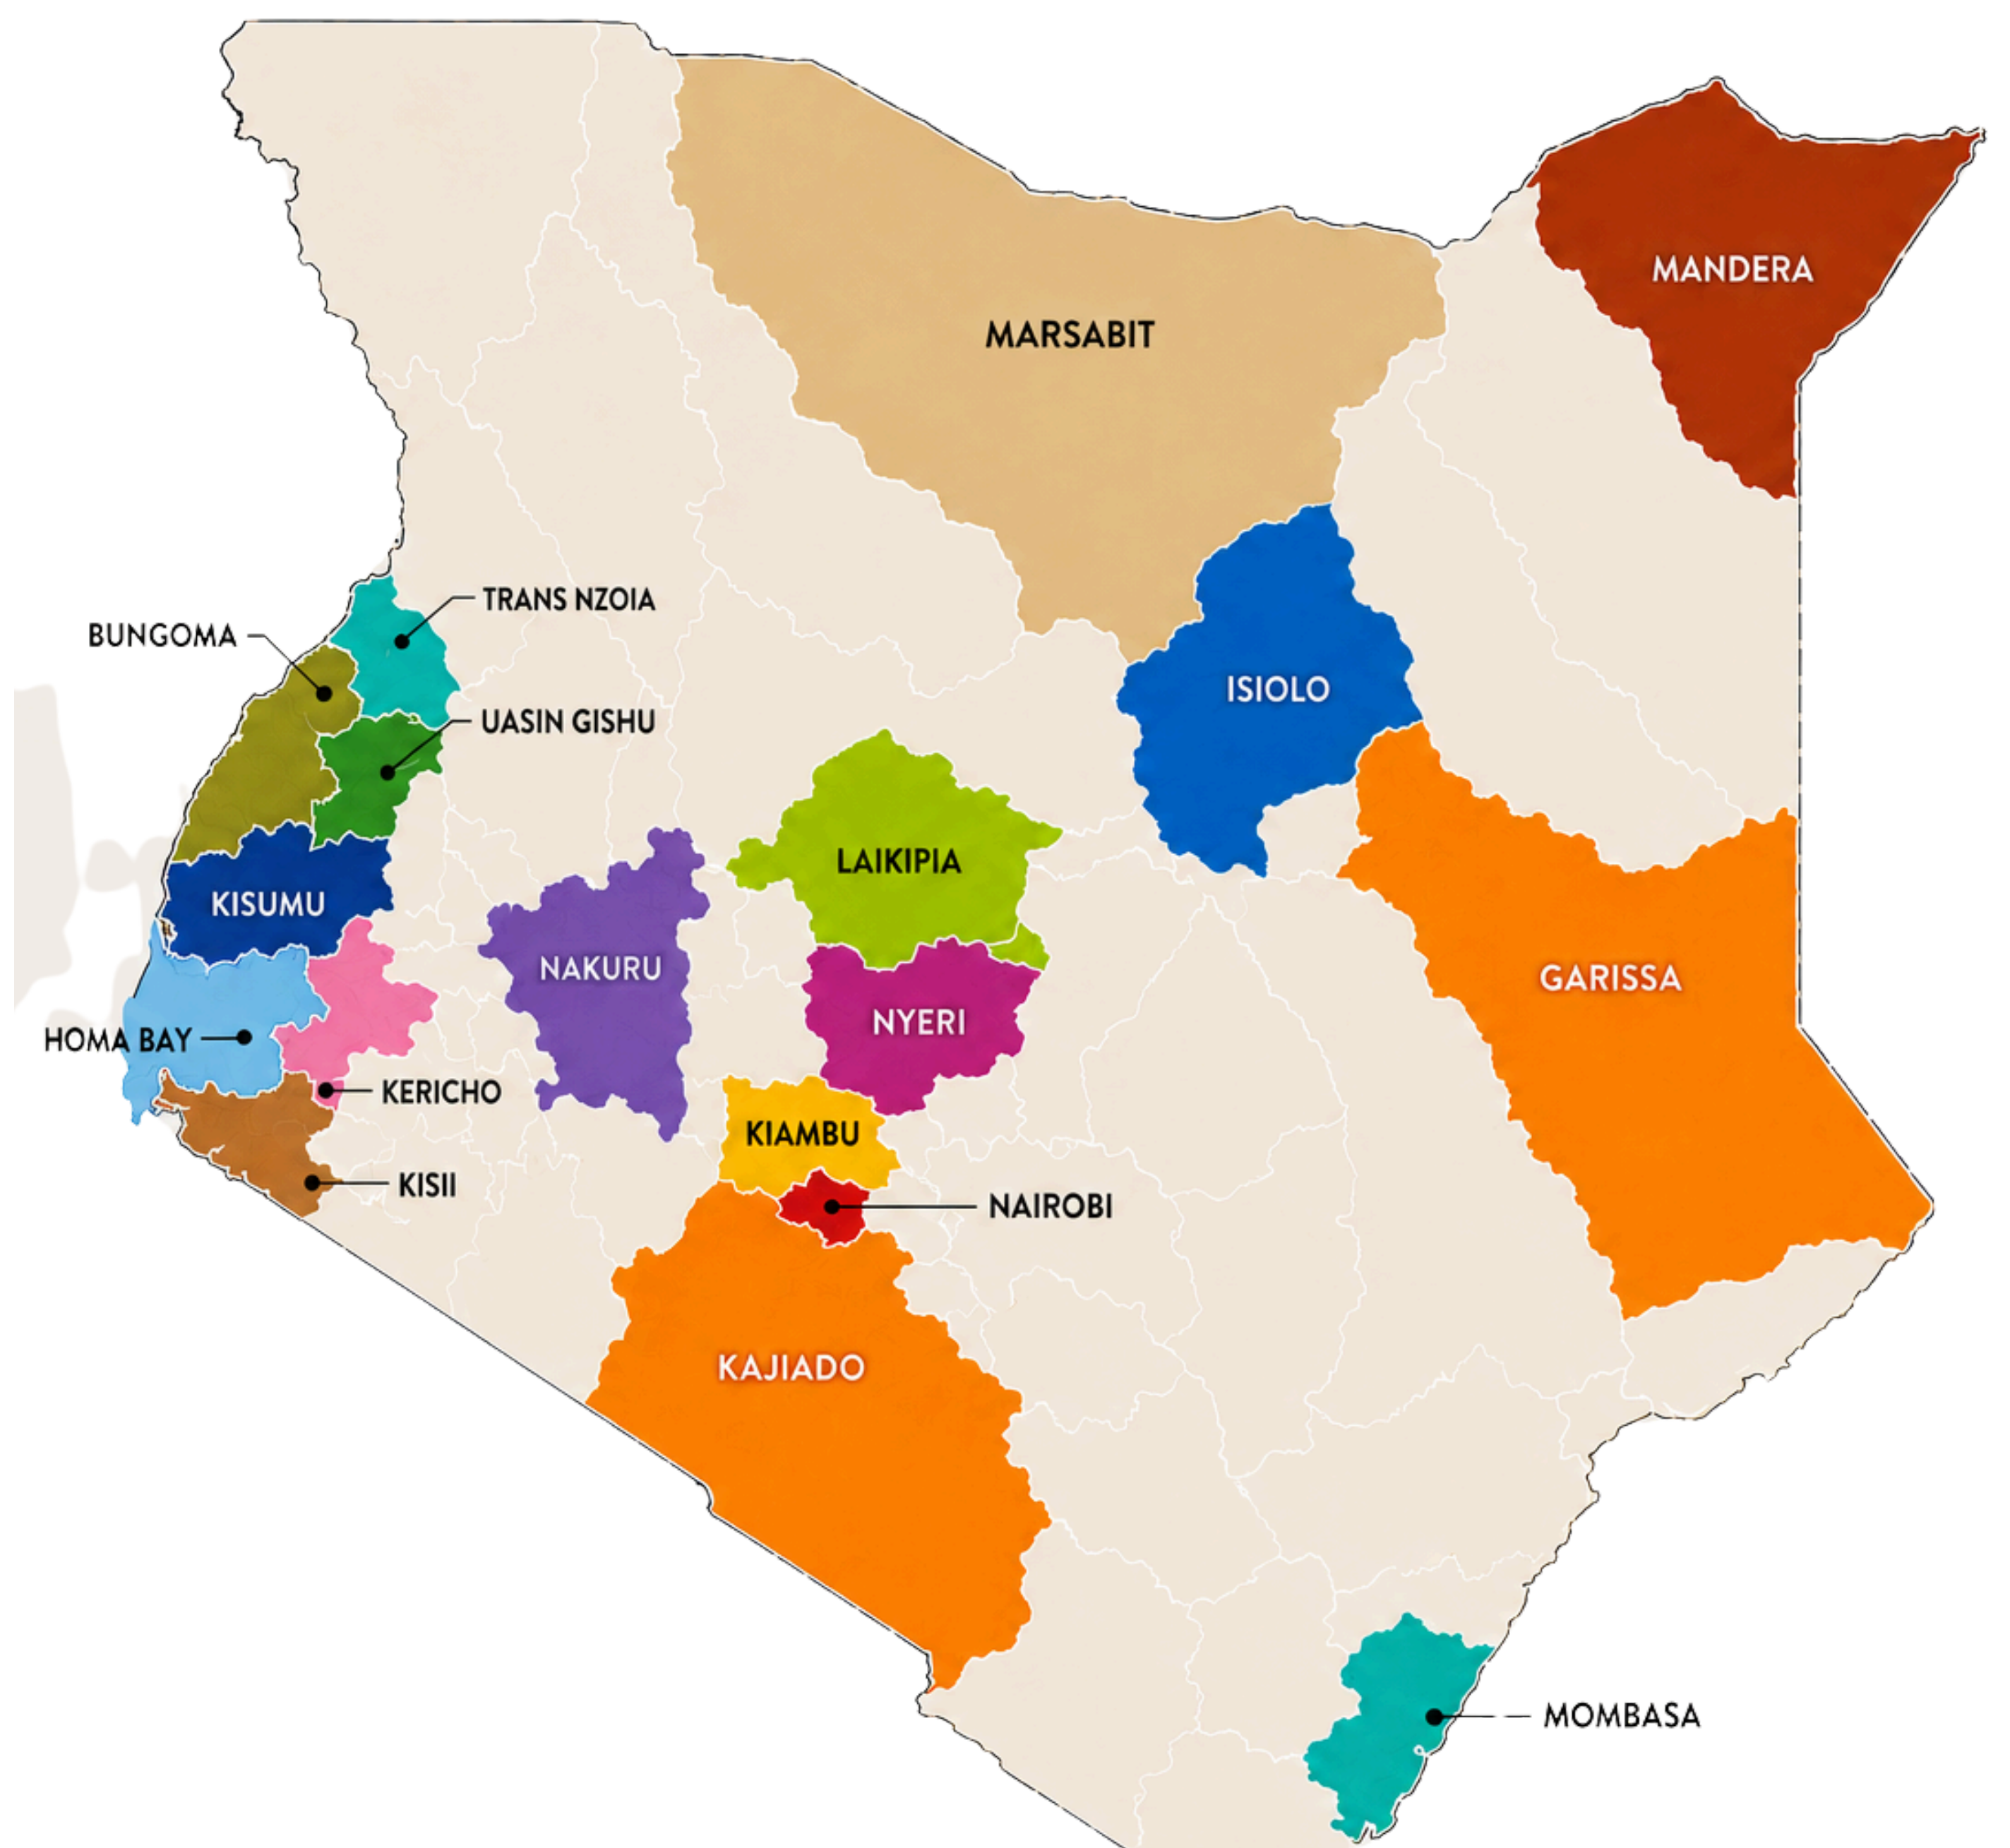 MANDERA
MARSABIT
TRANS NZOIA
BUNGOMA
ISIOLO
UASIN GISHU
LAIKIPIA
KISUMU
NAKURU
GARISSA
NYERI
HOMA BAY
KERICHO
KIAMBU
KISII
NAIROBI
KAJIADO
MOMBASA